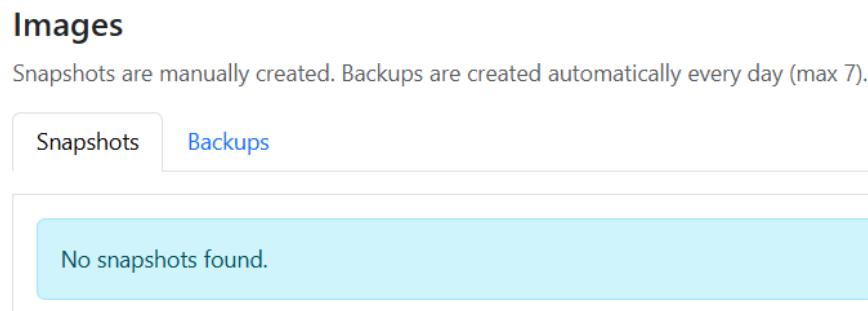 Images
Snapshots are manually created. Backups are created automatically every day (max 7).
Snapshots
Backups
No snapshots found.